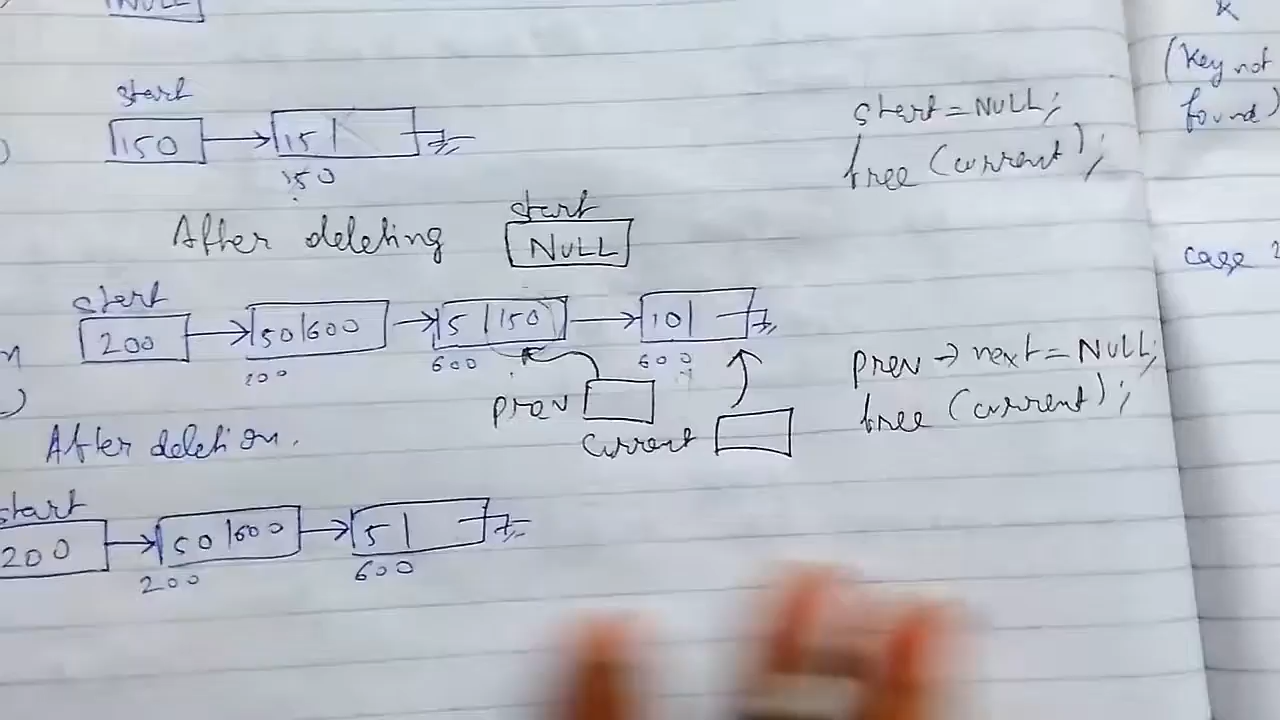 NULL
start
150 15
150
start = NULL;
free (current);
After deleting
start
NULL
start
200 50 600 5 150 10
200 600 600
prev
current
prev → next = NULL;
free (current);
After deletion.
start
200 50 600 5
200 600
K
(Key not
found)
case